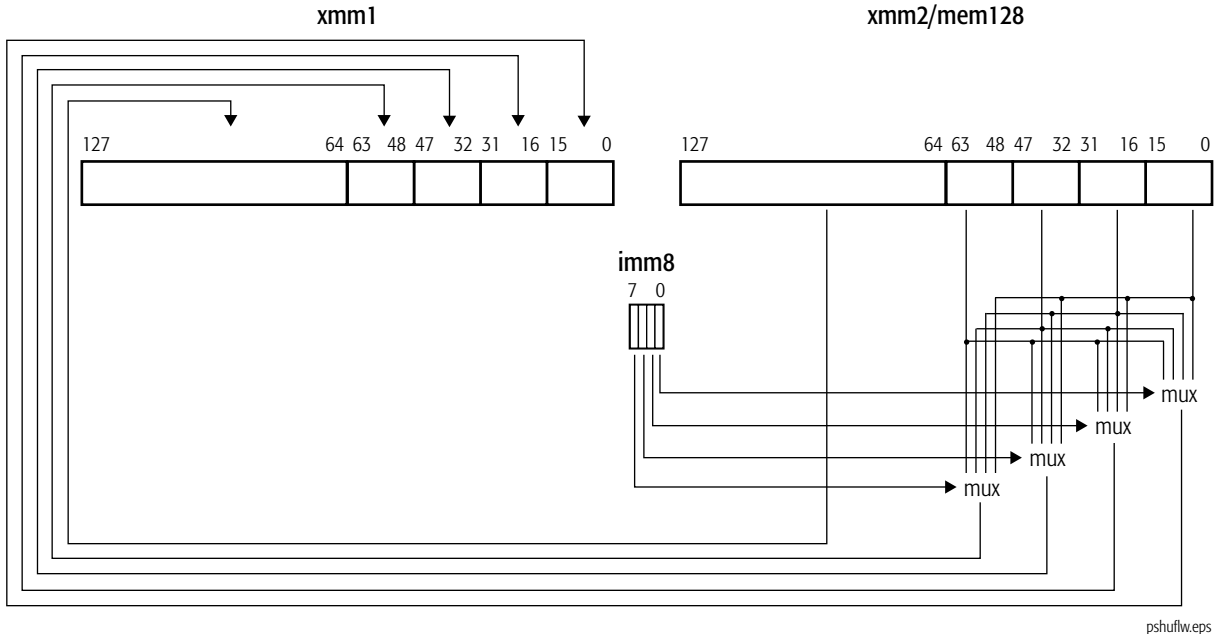 xmm1 xmm2/mem128
127 64 63 48 47 32 31 16 15 0 127 64 63 48 47 32 31 16 15 0
imm8
7 0
mux
mux
mux
mux
pshuflw.eps